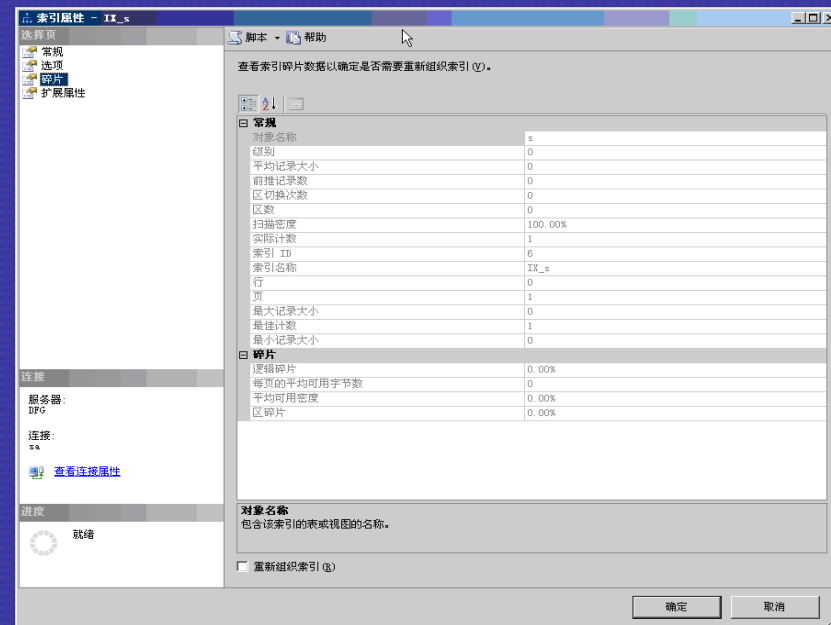 索引属性 - IX_s
选择页
常规
选项
碎片
扩展属性
脚本 帮助
查看索引碎片数据以确定是否需要重新组织索引(V)。
常规
对象名称 s
级别 0
平均记录大小 0
前推记录数 0
区切换次数 0
区数 0
扫描密度 100.00%
实际计数 1
索引 ID 6
索引名称 IX_s
行 0
页 1
最大记录大小 0
最佳计数 1
最小记录大小 0
碎片
逻辑碎片 0.00%
每页的平均可用字节数 0
平均可用密度 0.00%
区碎片 0.00%
连接
服务器:
DFG
连接:
sa
查看连接属性
进度
就绪
对象名称
包含该索引的表或视图的名称。
重新组织索引(R)
确定 取消